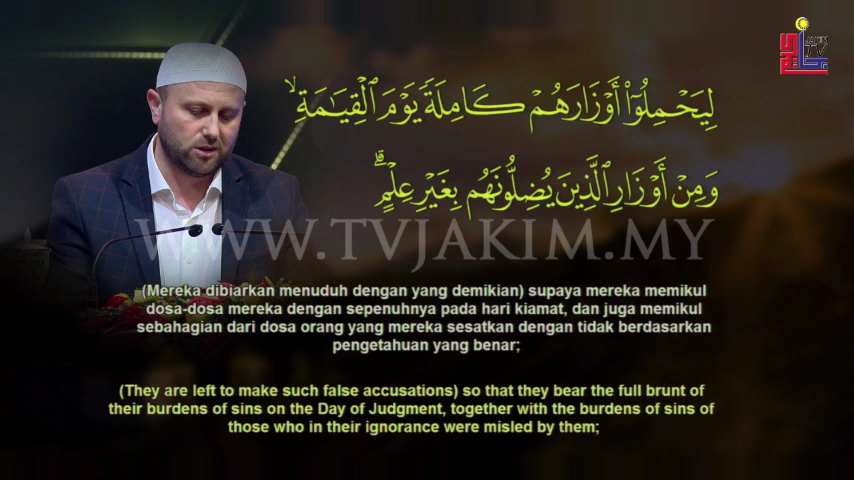 TV
لِيَحْمِلُوٓا۟ أَوْزَارَهُمْ كَامِلَةً يَوْمَ ٱلْقِيَـٰمَةِ ۙ
وَمِنْ أَوْزَارِ ٱلَّذِينَ يُضِلُّونَهُم بِغَيْرِ عِلْمٍ ۗ
WWW.TVJAKIM.MY
(Mereka dibiarkan menuduh dengan yang demikian) supaya mereka memikul
dosa-dosa mereka dengan sepenuhnya pada hari kiamat, dan juga memikul
sebahagian dari dosa orang yang mereka sesatkan dengan tidak berdasarkan
pengetahuan yang benar;
(They are left to make such false accusations) so that they bear the full brunt of
their burdens of sins on the Day of Judgment, together with the burdens of sins of
those who in their ignorance were misled by them;